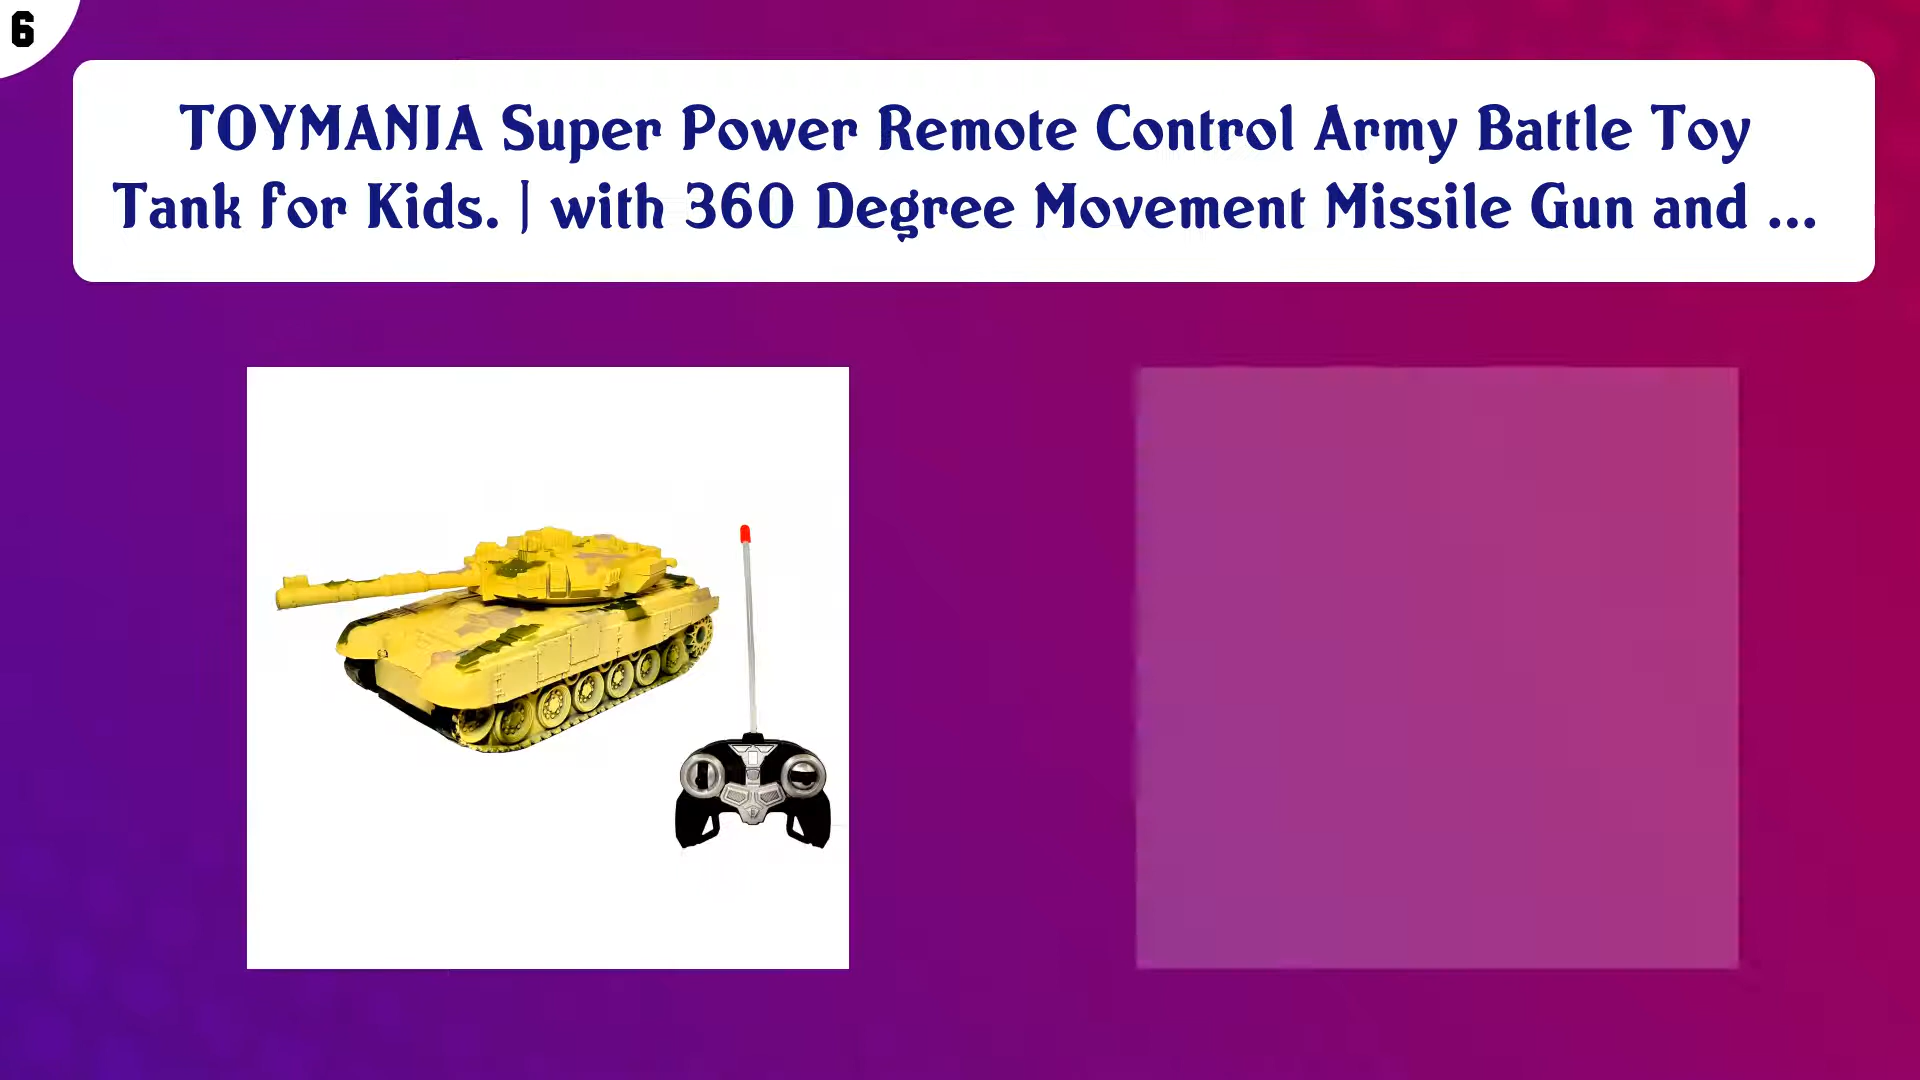 6
TOYMANIA Super Power Remote Control Army Battle Toy
Tank for Kids. | with 360 Degree Movement Missile Gun and ...